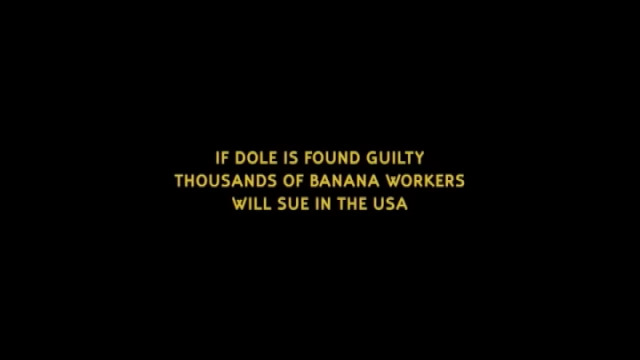 IF DOLE IS FOUND GUILTY
THOUSANDS OF BANANA WORKERS
WILL SUE IN THE USA